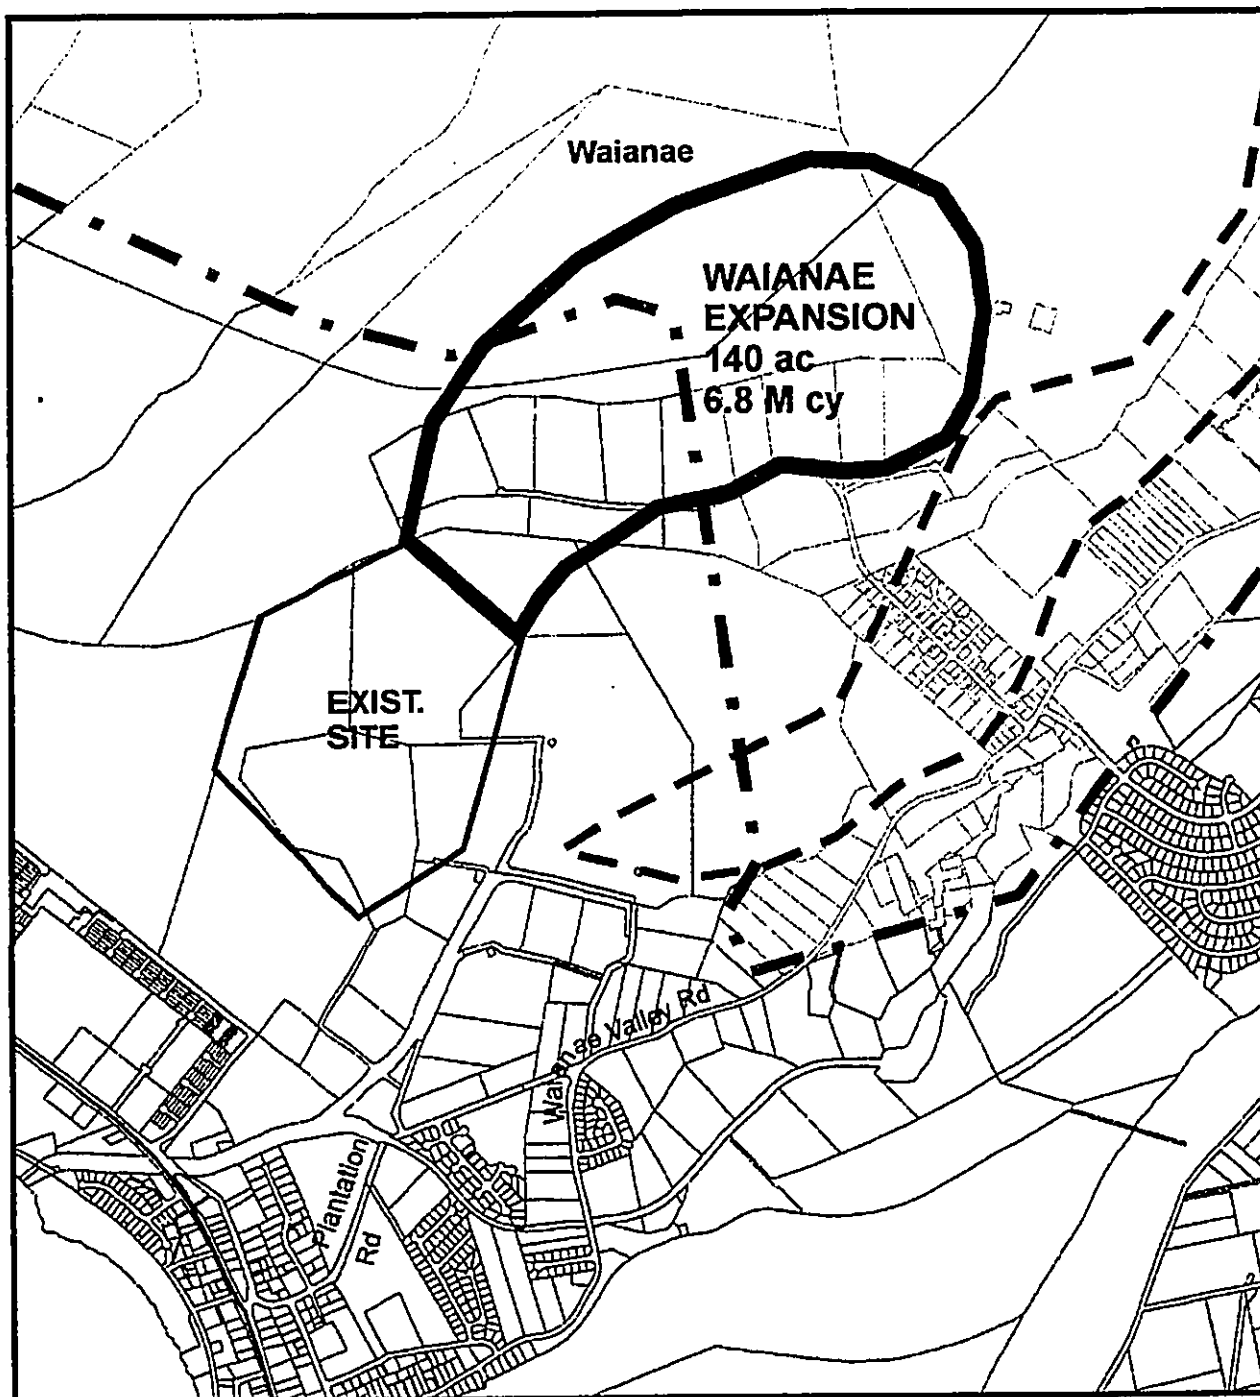 Waianae
WAIANAE
EXPANSION
140 ac
6.8 M cy
EXIST.
SITE
Waianae Valley Rd
Plantation
Rd